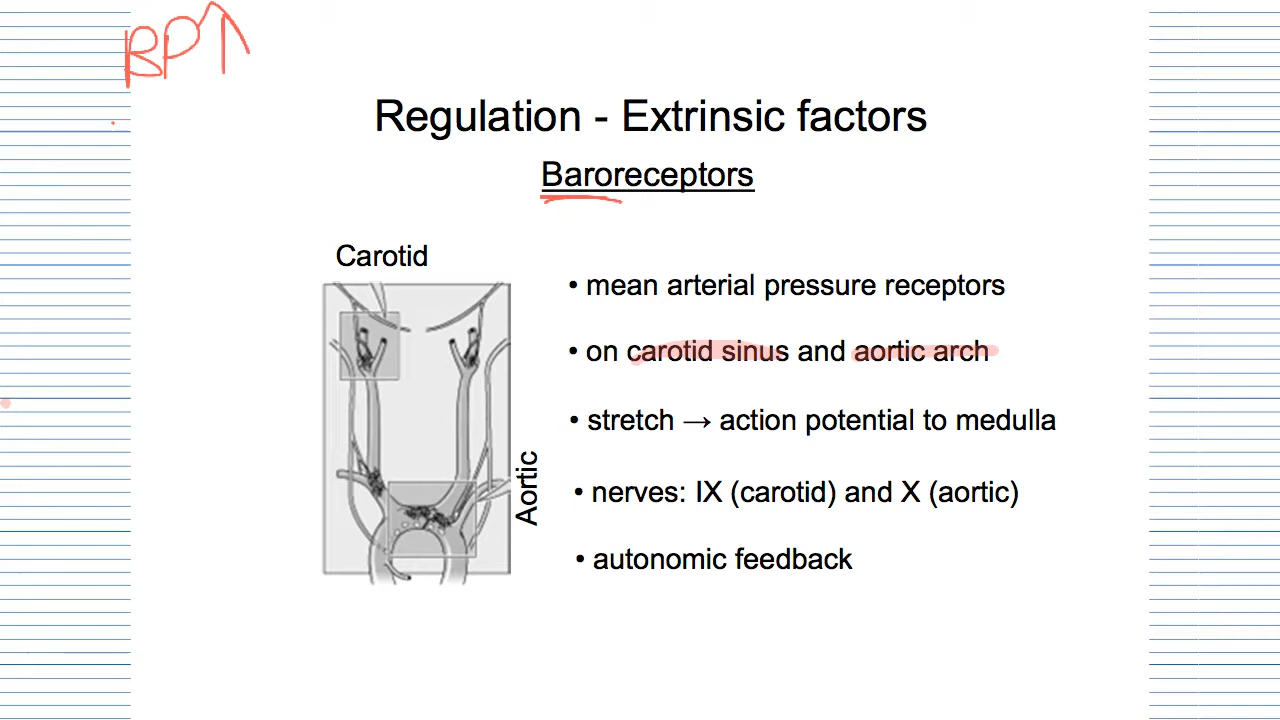 BP↑
Regulation - Extrinsic factors
Baroreceptors
Carotid
• mean arterial pressure receptors
• on carotid sinus and aortic arch
• stretch → action potential to medulla
Aortic
• nerves: IX (carotid) and X (aortic)
• autonomic feedback